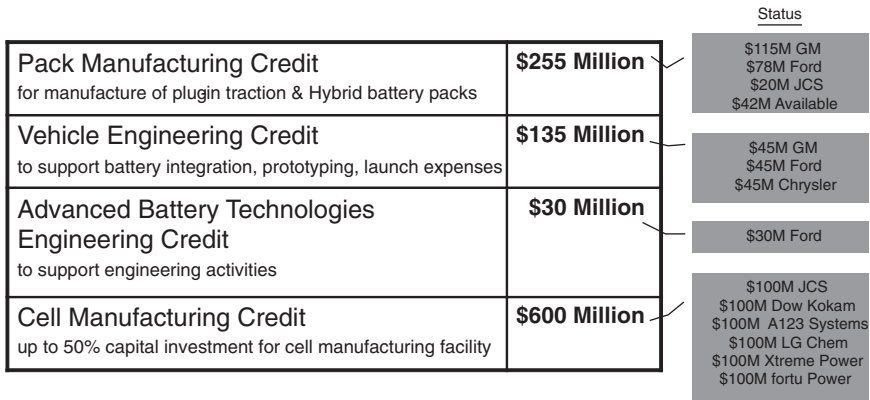 Status
Pack Manufacturing Credit
for manufacture of plugin traction & Hybrid battery packs
$255 Million
$115M GM
$78M Ford
$20M JCS
$42M Available
Vehicle Engineering Credit
to support battery integration, prototyping, launch expenses
$135 Million
$45M GM
$45M Ford
$45M Chrysler
Advanced Battery Technologies
Engineering Credit
to support engineering activities
$30 Million
$30M Ford
Cell Manufacturing Credit
up to 50% capital investment for cell manufacturing facility
$600 Million
$100M JCS
$100M Dow Kokam
$100M A123 Systems
$100M LG Chem
$100M Xtreme Power
$100M fortu Power